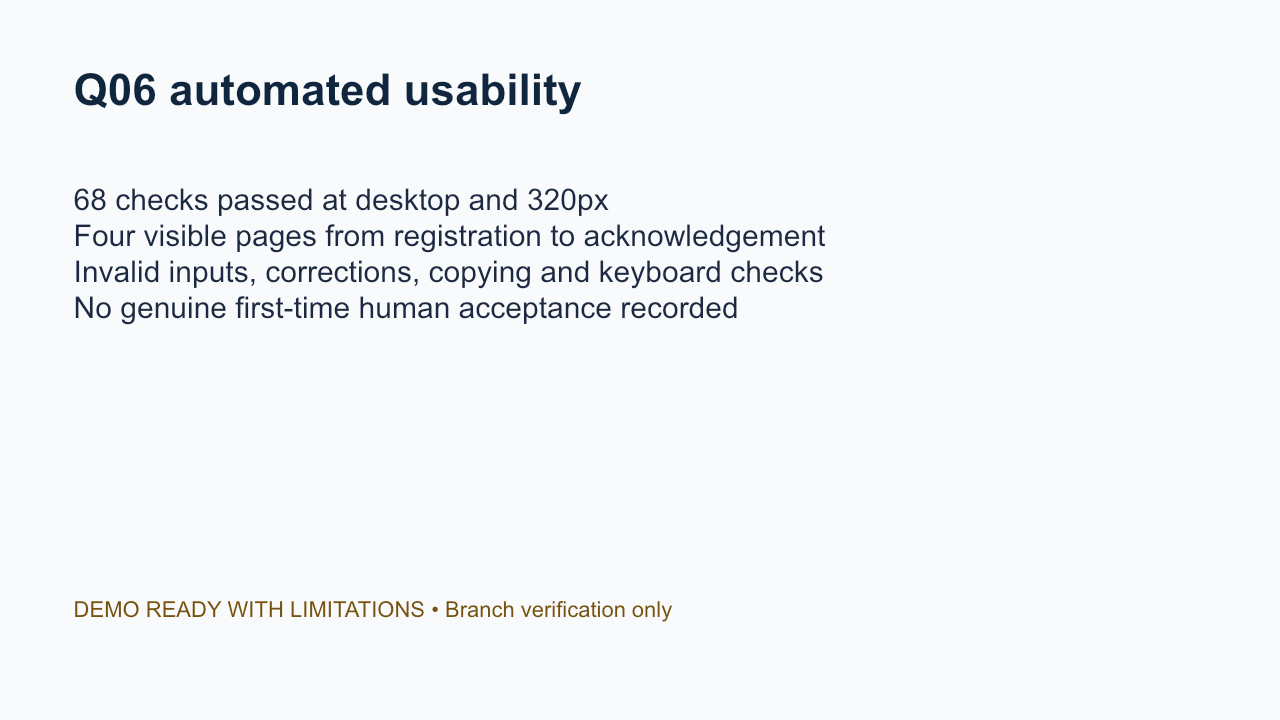 Q06 automated usability
68 checks passed at desktop and 320px
Four visible pages from registration to acknowledgement
Invalid inputs, corrections, copying and keyboard checks
No genuine first-time human acceptance recorded
DEMO READY WITH LIMITATIONS • Branch verification only